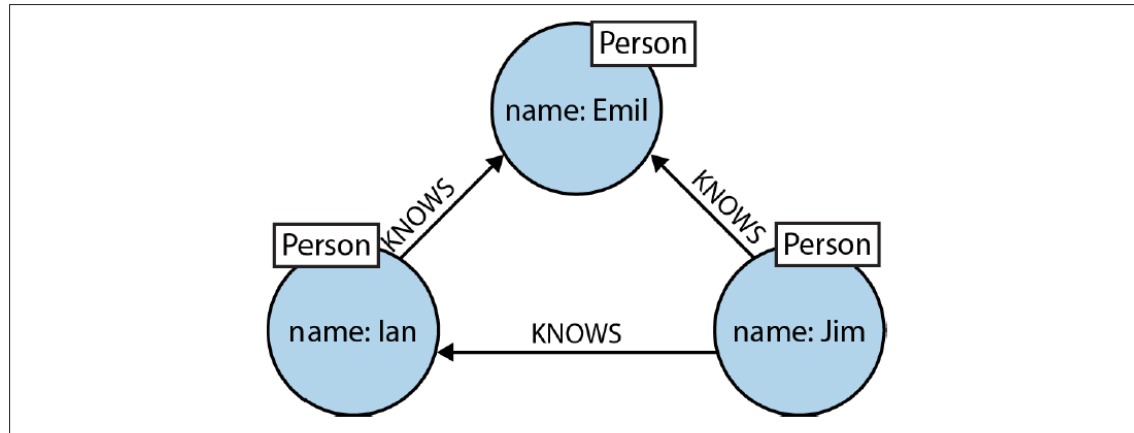 Person
name: Emil
KNOWS
KNOWS
Person
Person
name: Ian
KNOWS
name: Jim